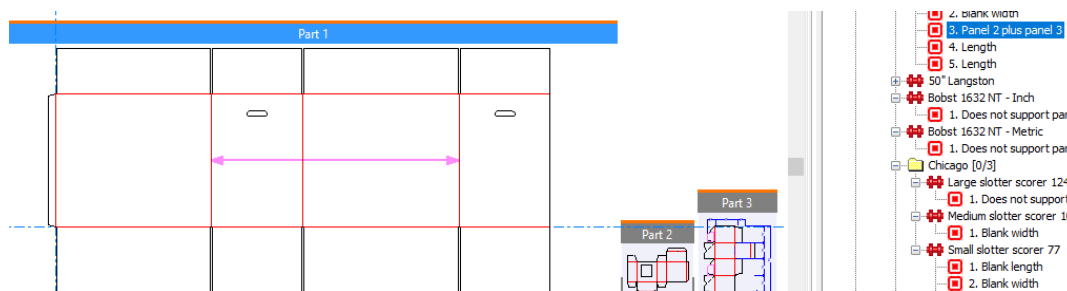 Part 1
Part 2
Part 3
2. Blank width
3. Panel 2 plus panel 3
4. Length
5. Length
50" Langston
Bobst 1632 NT - Inch
1. Does not support par
Bobst 1632 NT - Metric
1. Does not support par
Chicago [0/3]
Large slotter scorer 124
1. Does not support
Medium slotter scorer 1
1. Blank width
Small slotter scorer 77
1. Blank length
2. Blank width